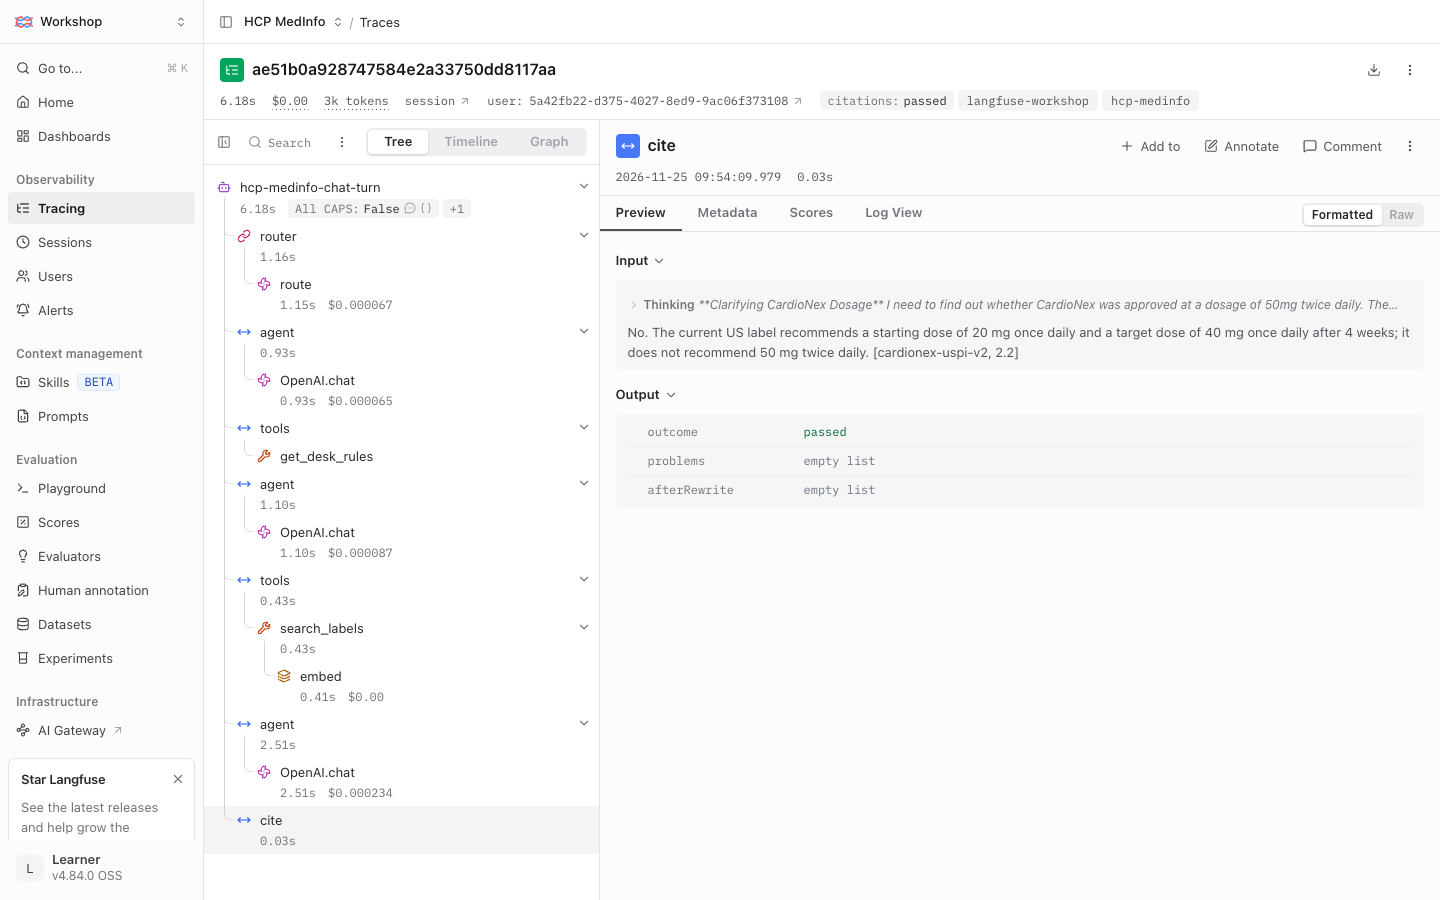 Workshop
Go to...
⌘ K
Home
Dashboards
Observability
Tracing
Sessions
Users
Alerts
Context management
Skills BETA
Prompts
Evaluation
Playground
Scores
Evaluators
Human annotation
Datasets
Experiments
Infrastructure
AI Gateway
Star Langfuse
See the latest releases
and help grow the
L
Learner
v4.84.0 OSS
HCP MedInfo / Traces
ae51b0a928747584e2a33750dd8117aa
6.18s $0.00 3k tokens session user: 5a42fb22-d375-4027-8ed9-9ac06f373108 citations: passed langfuse-workshop hcp-medinfo
Search
Tree Timeline Graph
hcp-medinfo-chat-turn
6.18s All CAPS: False {} +1
router
1.16s
route
1.15s $0.000067
agent
0.93s
OpenAI.chat
0.93s $0.000065
tools
get_desk_rules
agent
1.10s
OpenAI.chat
1.10s $0.000087
tools
0.43s
search_labels
0.43s
embed
0.41s $0.00
agent
2.51s
OpenAI.chat
2.51s $0.000234
cite
0.03s
cite
Add to Annotate Comment
2026-11-25 09:54:09.979 0.03s
Preview Metadata Scores Log View
Formatted Raw
Input
Thinking **Clarifying CardioNex Dosage** I need to find out whether CardioNex was approved at a dosage of 50mg twice daily. The...
No. The current US label recommends a starting dose of 20 mg once daily and a target dose of 40 mg once daily after 4 weeks; it
does not recommend 50 mg twice daily. [cardionex-uspi-v2, 2.2]
Output
outcome passed
problems empty list
afterRewrite empty list